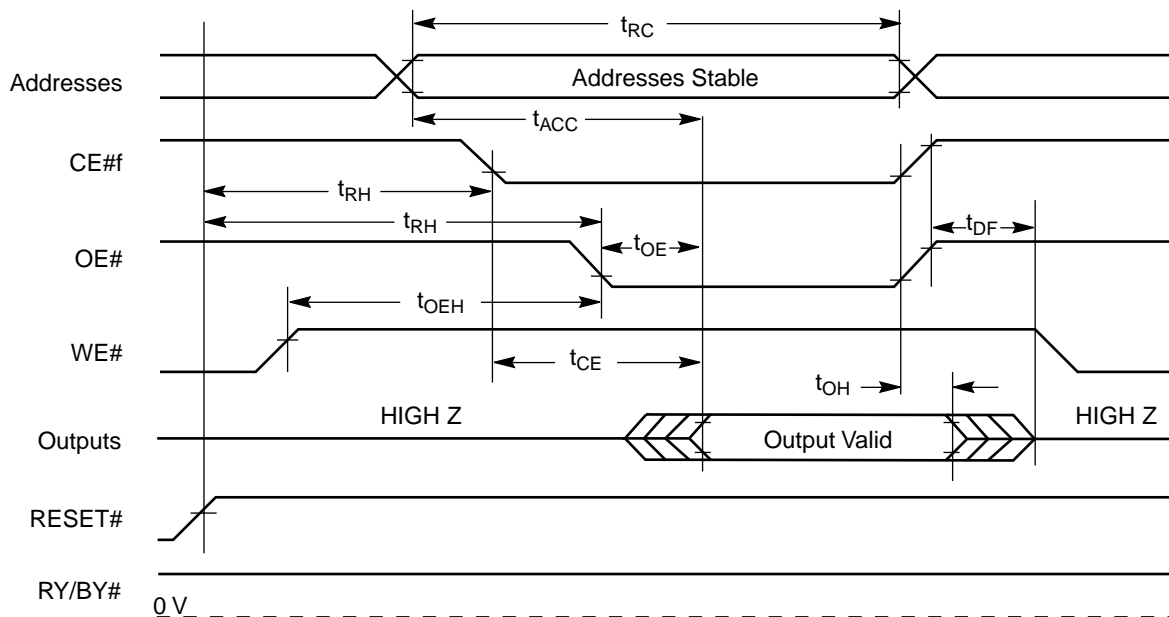 tRC
Addresses
Addresses Stable
tACC
CE#f
tRH
tRH
tDF
OE#
tOE
tOEH
WE#
tCE
tOH
HIGH Z
HIGH Z
Outputs
Output Valid
RESET#
RY/BY#
0 V